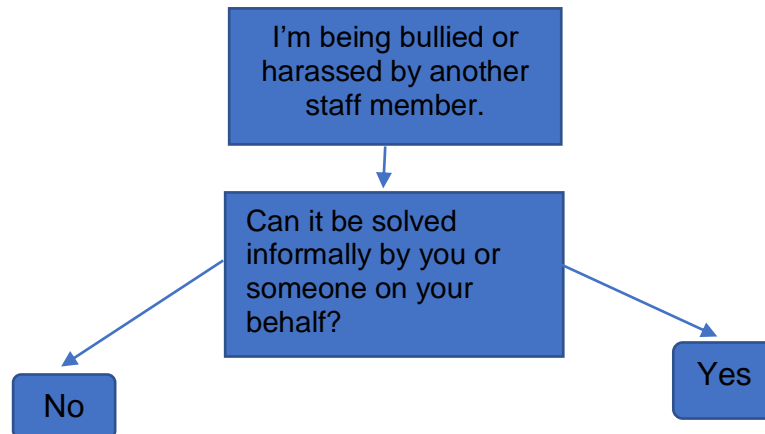 I’m being bullied or
harassed by another
staff member.
Can it be solved
informally by you or
someone on your
behalf?
No
Yes